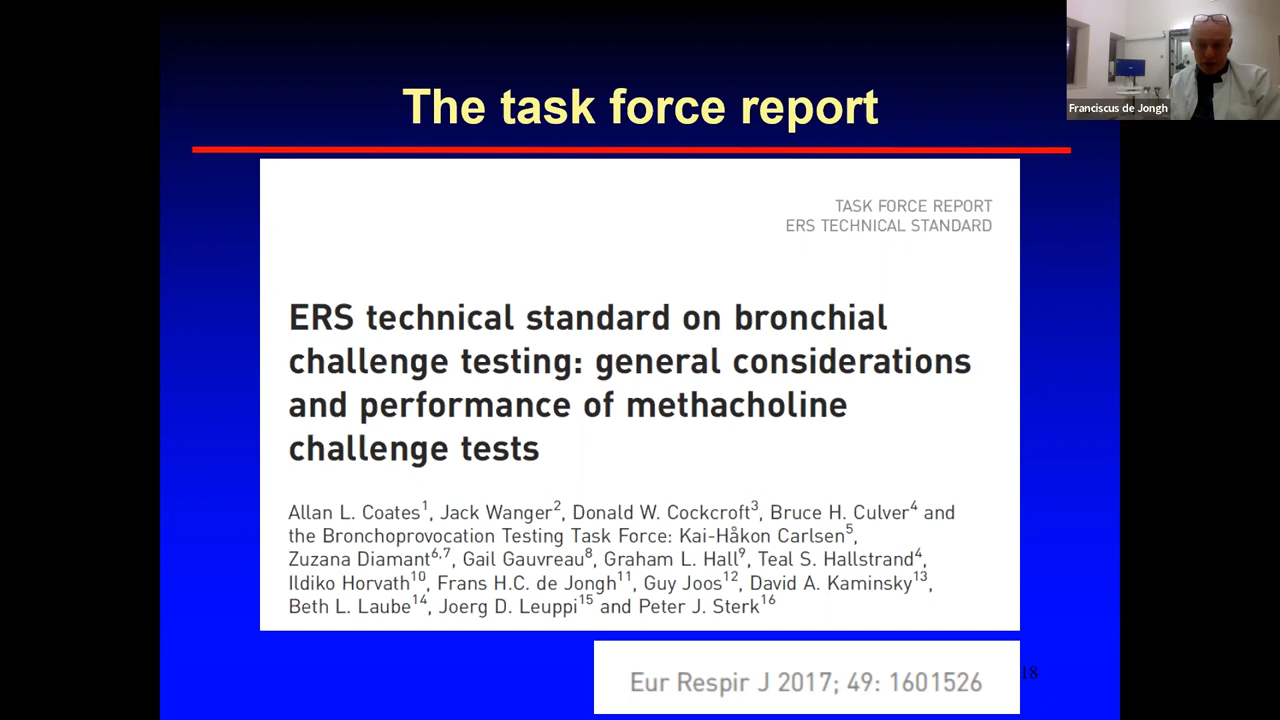 The task force report
Franciscus de Jongh
TASK FORCE REPORT
ERS TECHNICAL STANDARD
ERS technical standard on bronchial
challenge testing: general considerations
and performance of methacholine
challenge tests
Allan L. Coates1, Jack Wanger2, Donald W. Cockcroft3, Bruce H. Culver4 and
the Bronchoprovocation Testing Task Force: Kai-Håkon Carlsen5,
Zuzana Diamant6,7, Gail Gauvreau8, Graham L. Hall9, Teal S. Hallstrand4,
Ildiko Horvath10, Frans H.C. de Jongh11, Guy Joos12, David A. Kaminsky13,
Beth L. Laube14, Joerg D. Leuppi15 and Peter J. Sterk16
Eur Respir J 2017; 49: 1601526
18